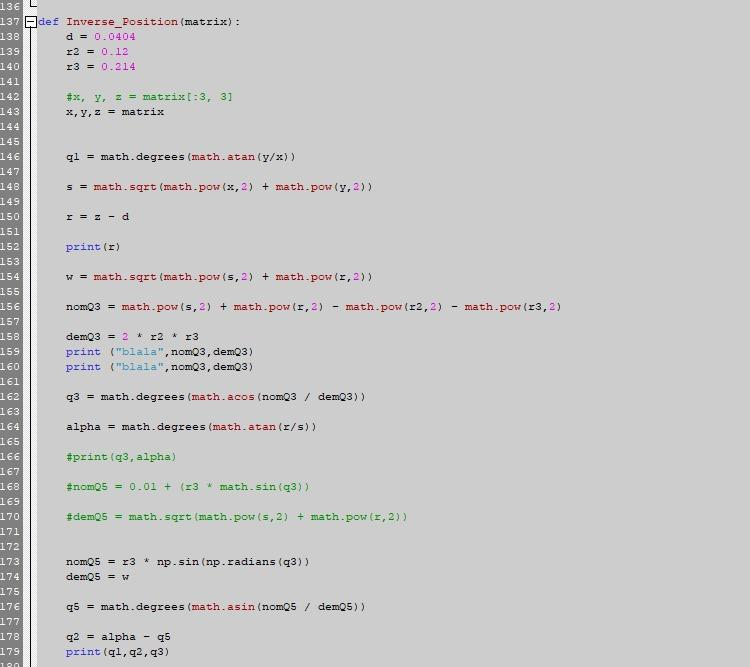 136
137 def Inverse_Position(matrix):
138 d = 0.0404
139 r2 = 0.12
140 r3 = 0.214
141
142 #x, y, z = matrix[:3, 3]
143 x,y,z = matrix
144
145
146 q1 = math.degrees(math.atan(y/x))
147
148 s = math.sqrt(math.pow(x,2) + math.pow(y,2))
149
150 r = z - d
151
152 print(r)
153
154 w = math.sqrt(math.pow(s,2) + math.pow(r,2))
155
156 nomQ3 = math.pow(s,2) + math.pow(r,2) - math.pow(r2,2) - math.pow(r3,2)
157
158 demQ3 = 2 * r2 * r3
159 print ("blala",nomQ3,demQ3)
160 print ("blala",nomQ3,demQ3)
161
162 q3 = math.degrees(math.acos(nomQ3 / demQ3))
163
164 alpha = math.degrees(math.atan(r/s))
165
166 #print(q3,alpha)
167
168 #nomQ5 = 0.01 + (r3 * math.sin(q3))
169
170 #demQ5 = math.sqrt(math.pow(s,2) + math.pow(r,2))
171
172
173 nomQ5 = r3 * np.sin(np.radians(q3))
174 demQ5 = w
175
176 q5 = math.degrees(math.asin(nomQ5 / demQ5))
177
178 q2 = alpha - q5
179 print(q1,q2,q3)
180